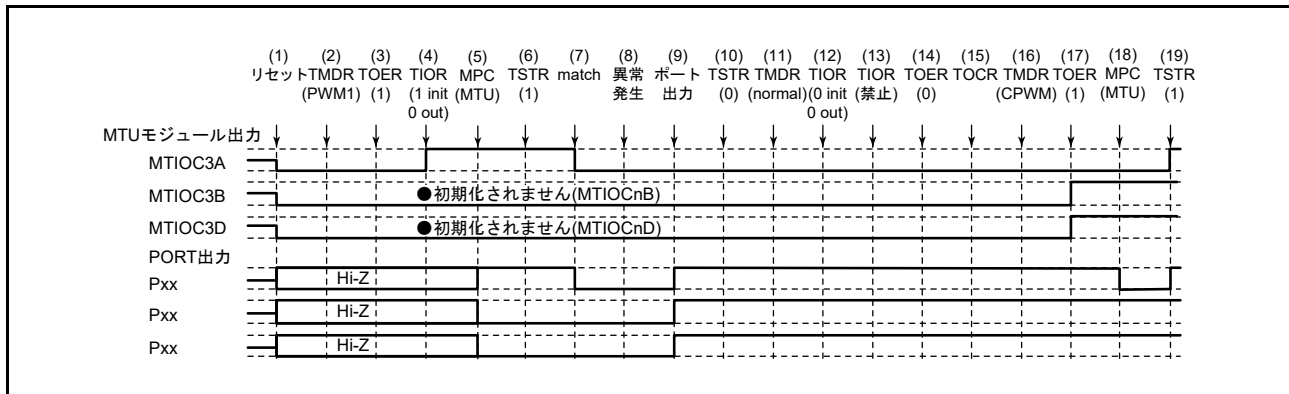 (1) (2) (3) (4) (5) (6) (7) (8) (9) (10) (11) (12) (13) (14) (15) (16) (17) (18) (19)
リセット TMDR TOER TIOR MPC TSTR match 異常 ポート TSTR TMDR TIOR TIOR TOER TOCR TMDR TOER MPC TSTR
(PWM1) (1) (1 init (MTU) (1) 発生 出力 (0) (normal) (0 init (禁止) (0) (CPWM) (1) (MTU) (1)
0 out) 0 out)
MTUモジュール出力
MTIOC3A
MTIOC3B ●初期化されません(MTIOCnB)
MTIOC3D ●初期化されません(MTIOCnD)
PORT出力
Pxx Hi-Z
Pxx Hi-Z
Pxx Hi-Z